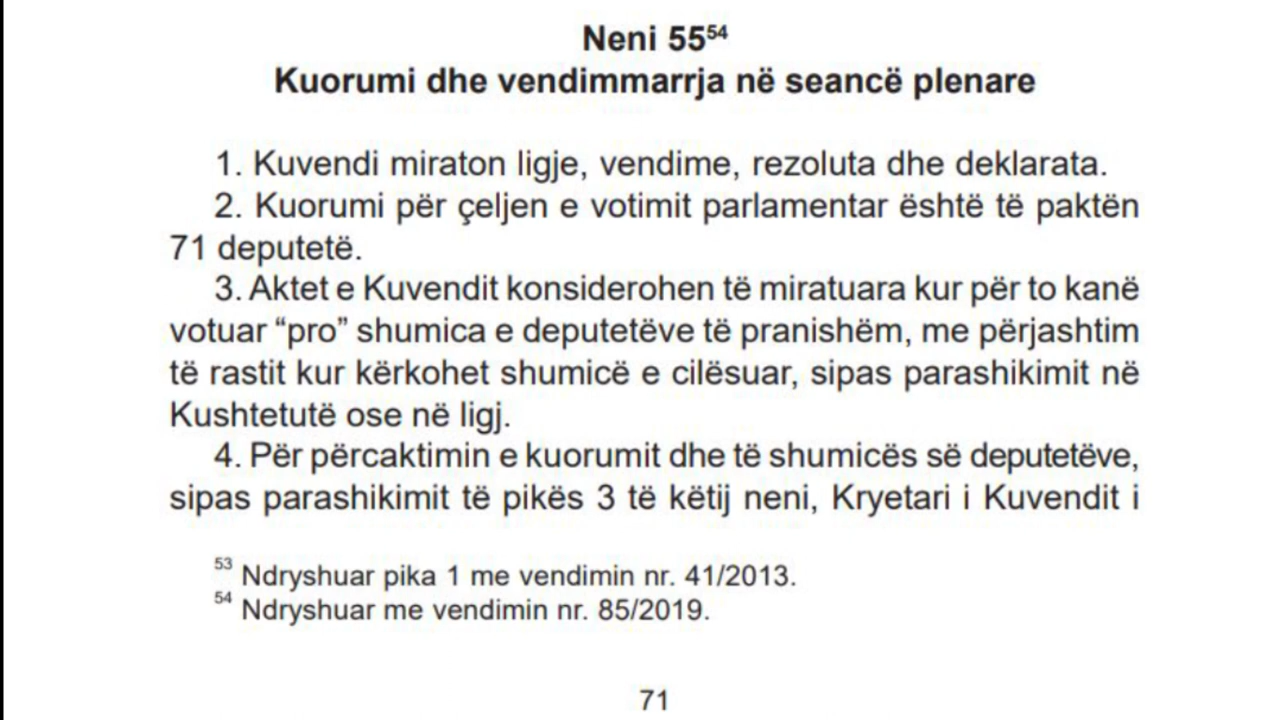 Neni 55⁵⁴
Kuorumi dhe vendimmarrja në seancë plenare
1. Kuvendi miraton ligje, vendime, rezoluta dhe deklarata.
2. Kuorumi për çeljen e votimit parlamentar është të paktën
71 deputetë.
3. Aktet e Kuvendit konsiderohen të miratuara kur për to kanë
votuar “pro” shumica e deputetëve të pranishëm, me përjashtim
të rastit kur kërkohet shumicë e cilësuar, sipas parashikimit në
Kushtetutë ose në ligj.
4. Për përcaktimin e kuorumit dhe të shumicës së deputetëve,
sipas parashikimit të pikës 3 të këtij neni, Kryetari i Kuvendit i
⁵³ Ndryshuar pika 1 me vendimin nr. 41/2013.
⁵⁴ Ndryshuar me vendimin nr. 85/2019.
71